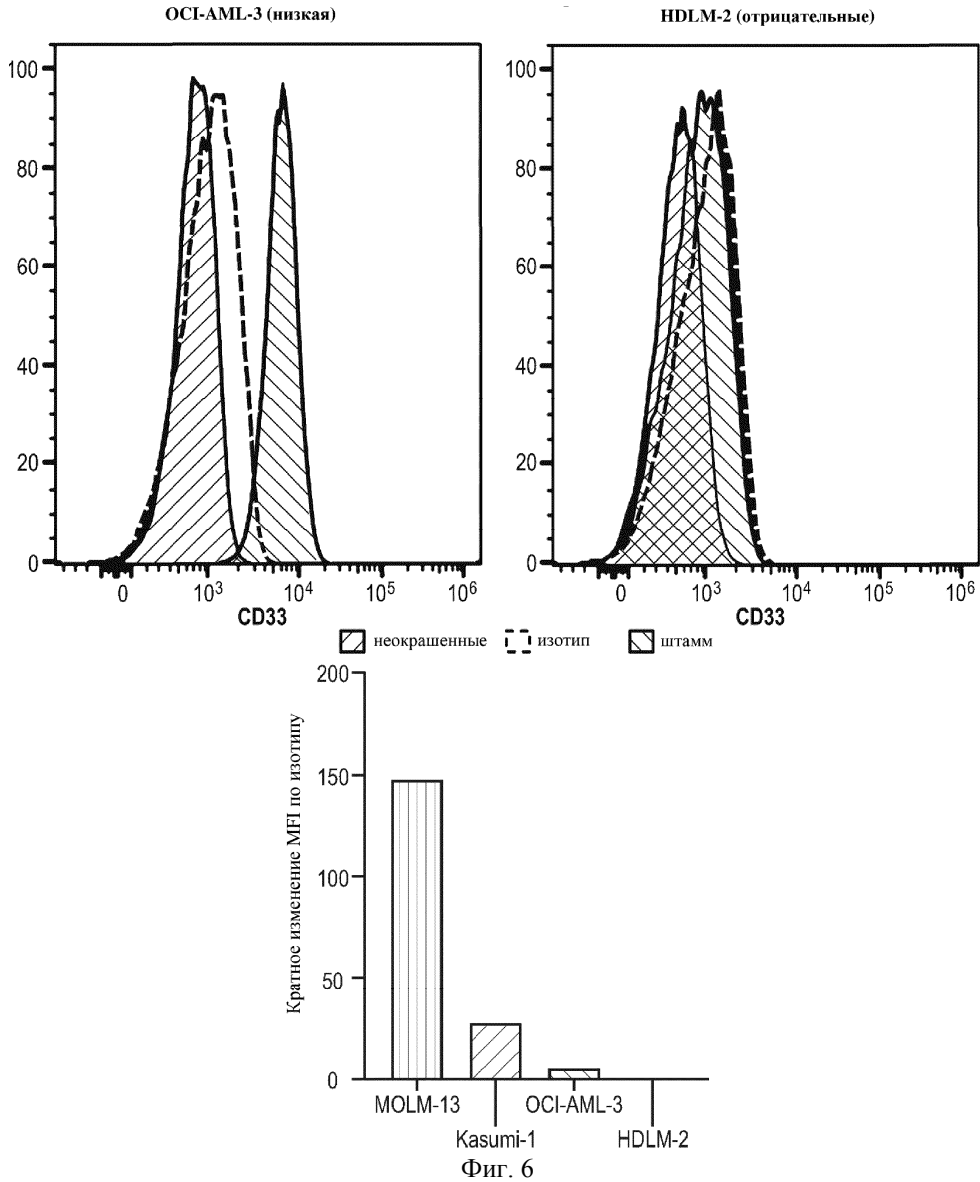 OCI-AML-3 (низкая)
HDLM-2 (отрицательные)
100
80
60
40
20
0
0 10³ 10⁴ 10⁵ 10⁶
CD33
100
80
60
40
20
0
0 10³ 10⁴ 10⁵ 10⁶
CD33
неокрашенные изотип штамм
Кратное изменение MFI по изотипу
200
150
100
50
0
MOLM-13 OCI-AML-3
Kasumi-1 HDLM-2
Фиг. 6